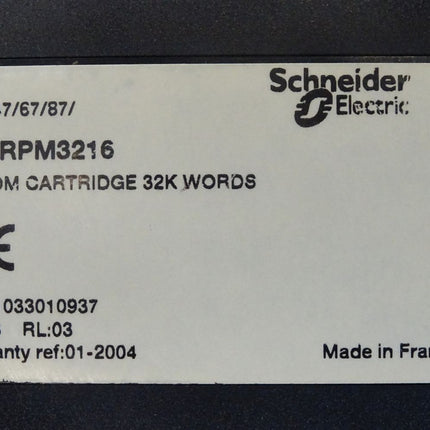 Schneider
Electric
7/67/87/
RPM3216
OM CARTRIDGE 32K WORDS
CE
033010937
RL:03
anty ref:01-2004
Made in Fran